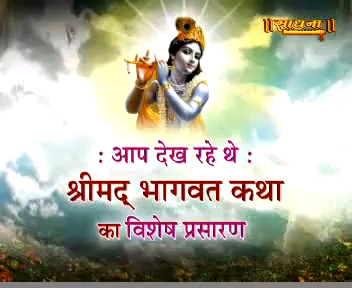 ॥साधना॥
: आप देख रहे थे :
श्रीमद् भागवत कथा
का विशेष प्रसारण